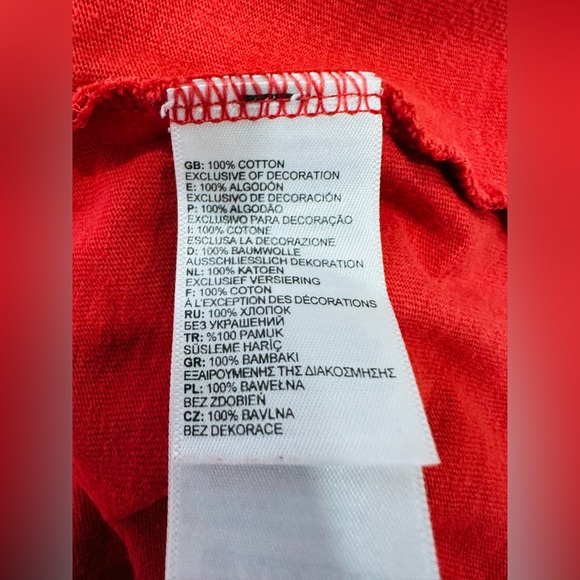 GB: 100% COTTON
EXCLUSIVE OF DECORATION
E: 100% ALGODÓN
EXCLUSIVO DE DECORACIÓN
P: 100% ALGODÃO
EXCLUSIVO PARA DECORAÇÃO
I: 100% COTONE
ESCLUSA LA DECORAZIONE
D: 100% BAUMWOLLE
AUSSCHLIESSLICH DEKORATION
NL: 100% KATOEN
EXCLUSIEF VERSIERING
F: 100% COTON
À L'EXCEPTION DES DÉCORATIONS
RU: 100% ХЛОПОК
БЕЗ УКРАШЕНИЙ
TR: %100 PAMUK
SÜSLEME HARİÇ
GR: 100% ΒΑΜΒΑΚΙ
ΕΞΑΙΡΟΥΜΕΝΗΣ ΤΗΣ ΔΙΑΚΟΣΜΗΣΗΣ
PL: 100% BAWEŁNA
BEZ ZDOBIEŃ
CZ: 100% BAVLNA
BEZ DEKORACE